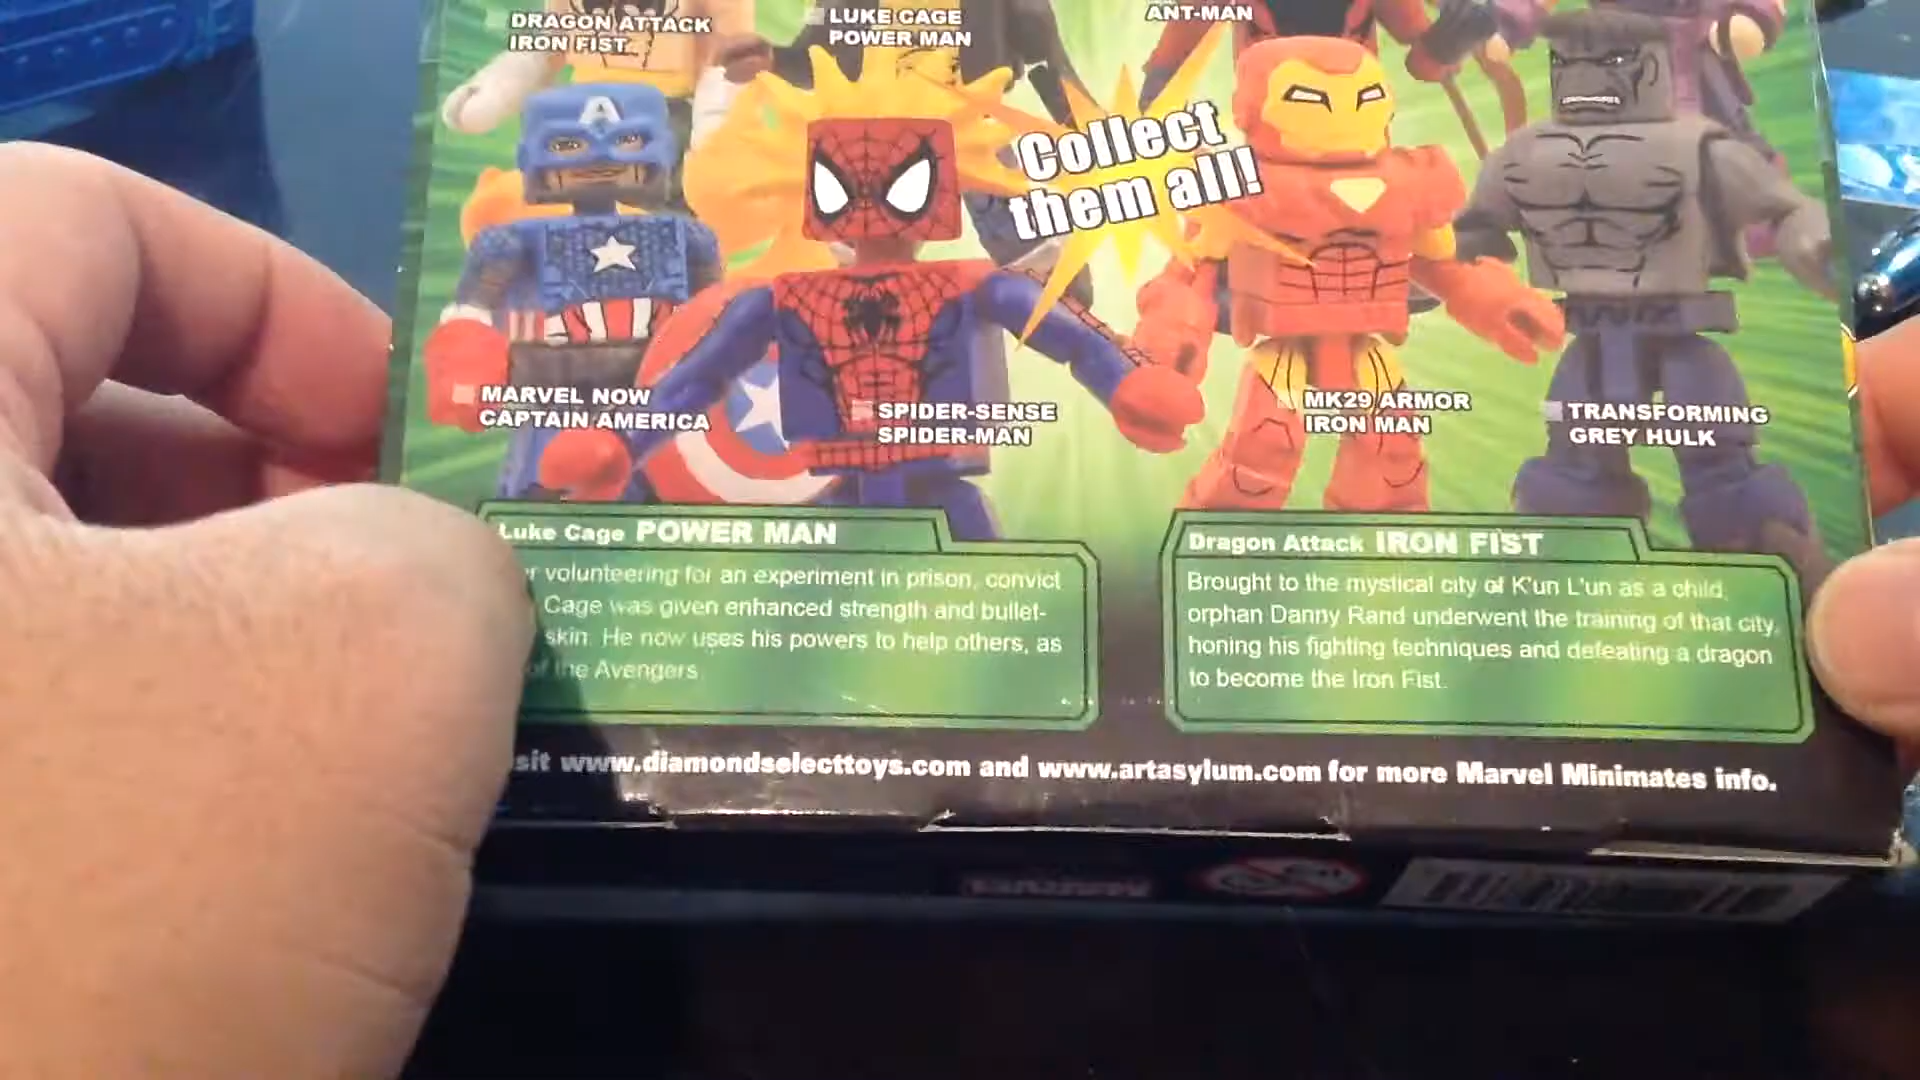 DRAGON ATTACK
IRON FIST
LUKE CAGE
POWER MAN
ANT-MAN
A
Collect
them all!
MARVEL NOW
CAPTAIN AMERICA
SPIDER-SENSE
SPIDER-MAN
MK29 ARMOR
IRON MAN
TRANSFORMING
GREY HULK
Luke Cage POWER MAN
volunteering for an experiment in prison, convict
Cage was given enhanced strength and bullet-
skin. He now uses his powers to help others, as
of the Avengers
Dragon Attack IRON FIST
Brought to the mystical city of K'un L'un as a child,
orphan Danny Rand underwent the training of that city,
honing his fighting techniques and defeating a dragon
to become the Iron Fist.
www.diamondselecttoys.com and www.artasylum.com for more Marvel Minimates info.